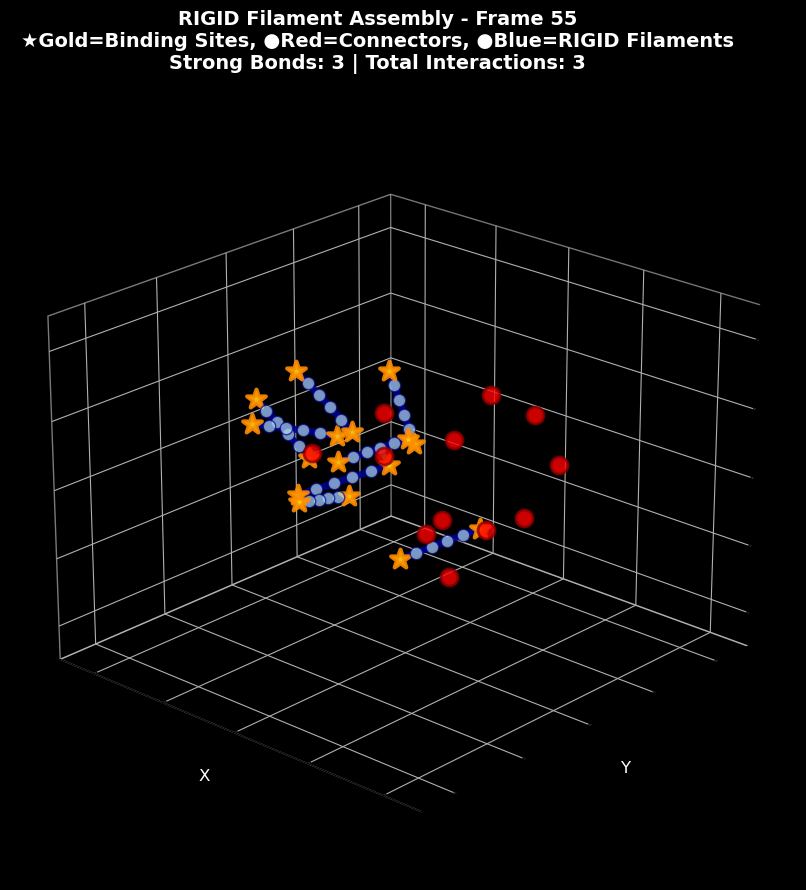 RIGID Filament Assembly - Frame 55
★Gold=Binding Sites, ●Red=Connectors, ●Blue=RIGID Filaments
Strong Bonds: 3 | Total Interactions: 3
X
Y